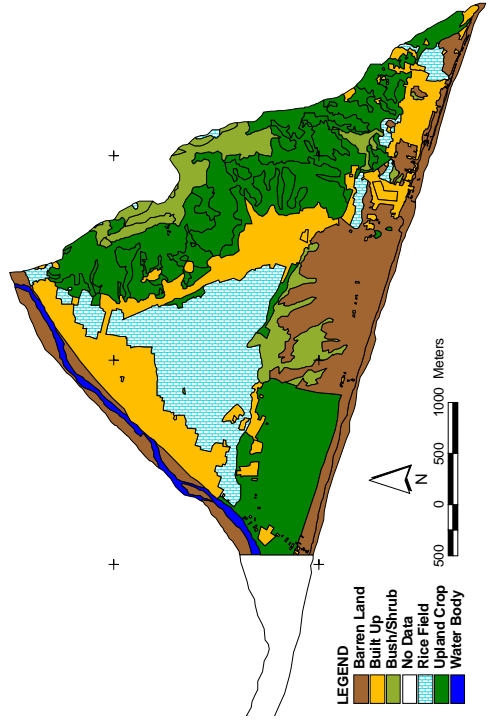 LEGEND
Barren Land
Built Up
Bush/Shrub
No Data
Rice Field
Upland Crop
Water Body
N
500 0 500 1000 Meters